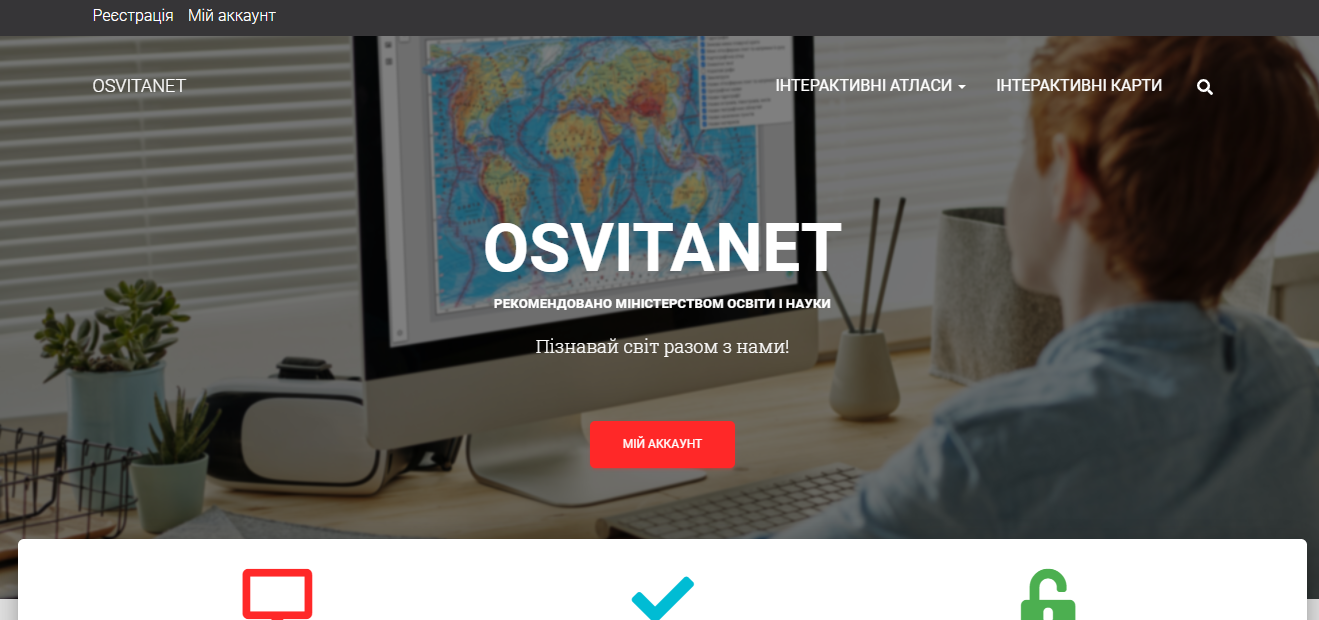 Реєстрація Мій аккаунт
OSVITANET ІНТЕРАКТИВНІ АТЛАСИ ІНТЕРАКТИВНІ КАРТИ
OSVITANET
РЕКОМЕНДОВАНО МІНІСТЕРСТВОМ ОСВІТИ І НАУКИ
Пізнавай світ разом з нами!
МІЙ АККАУНТ